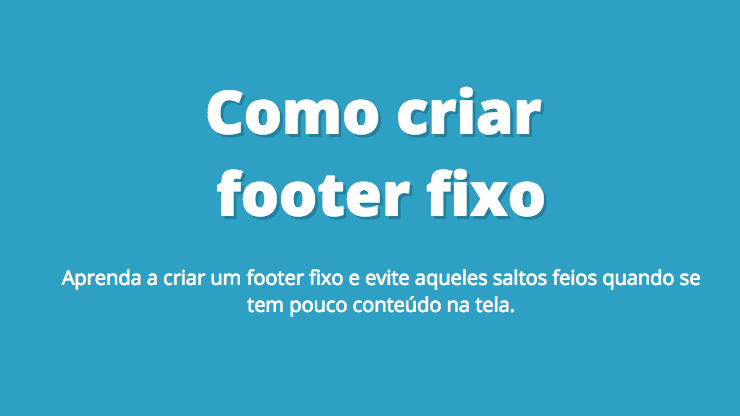 Como criar
footer fixo
Aprenda a criar um footer fixo e evite aqueles saltos feios quando se
tem pouco conteúdo na tela.